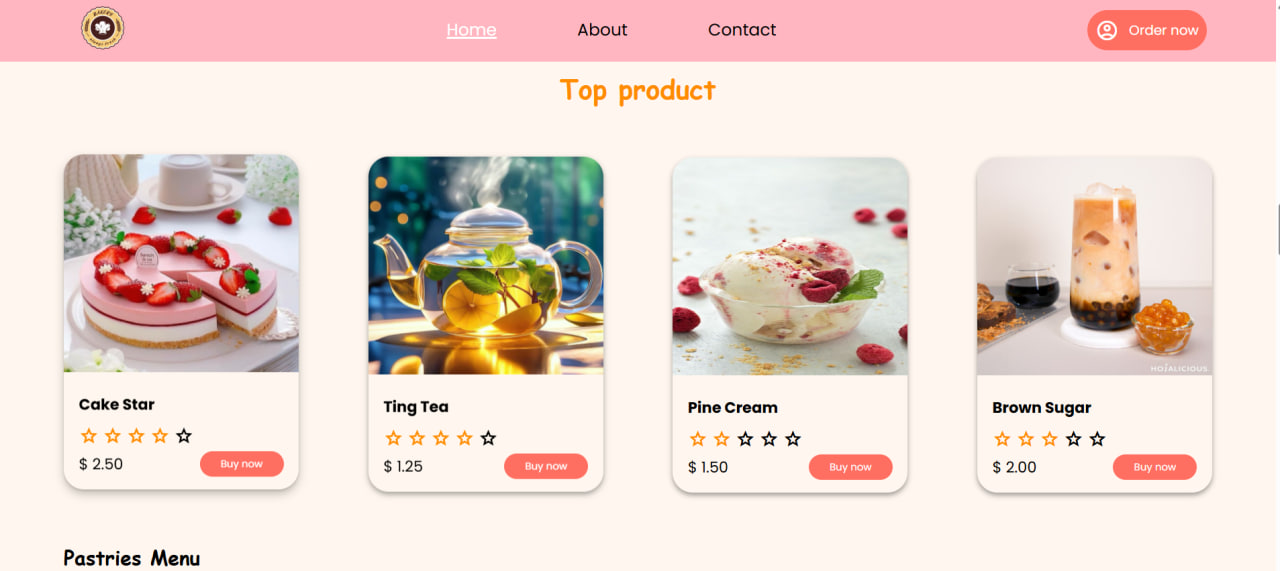 BAKERY
Home
About
Contact
Order now
Top product
Cake Star
$ 2.50
Buy now
Ting Tea
$ 1.25
Buy now
Pine Cream
$ 1.50
Buy now
HOJALICIOUS
Brown Sugar
$ 2.00
Buy now
Pastries Menu